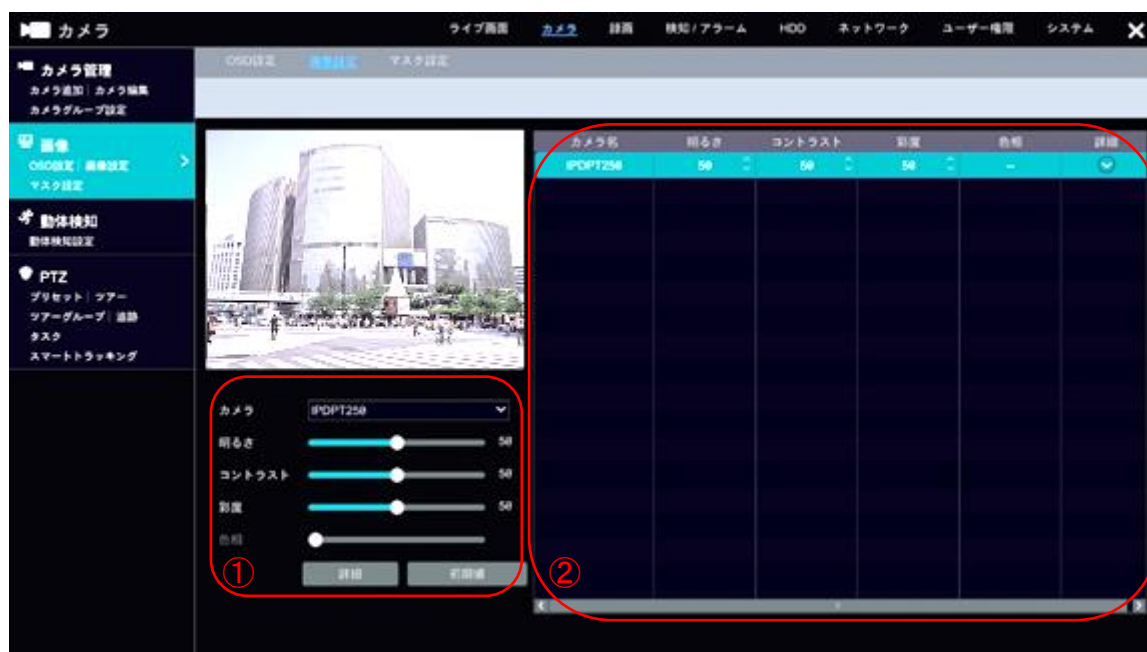 カメラ
ライブ画面 カメラ 録画 検知/アラーム HDD ネットワーク ユーザー権限 システム
カメラ管理
カメラ追加 カメラ編集
カメラグループ設定
OSD設定 画像設定 マスク設定
画像
OSD設定 画像設定
マスク設定
動体検知
動体検知設定
PTZ
プリセット ツアー
ツアーグループ 追跡
タスク
スマートトラッキング
カメラ IPDPT250
明るさ 50
コントラスト 50
彩度 50
色相
詳細 初期値
①
カメラ名 明るさ コントラスト 彩度 色相 詳細
IPDPT250 50 50 50 --
②